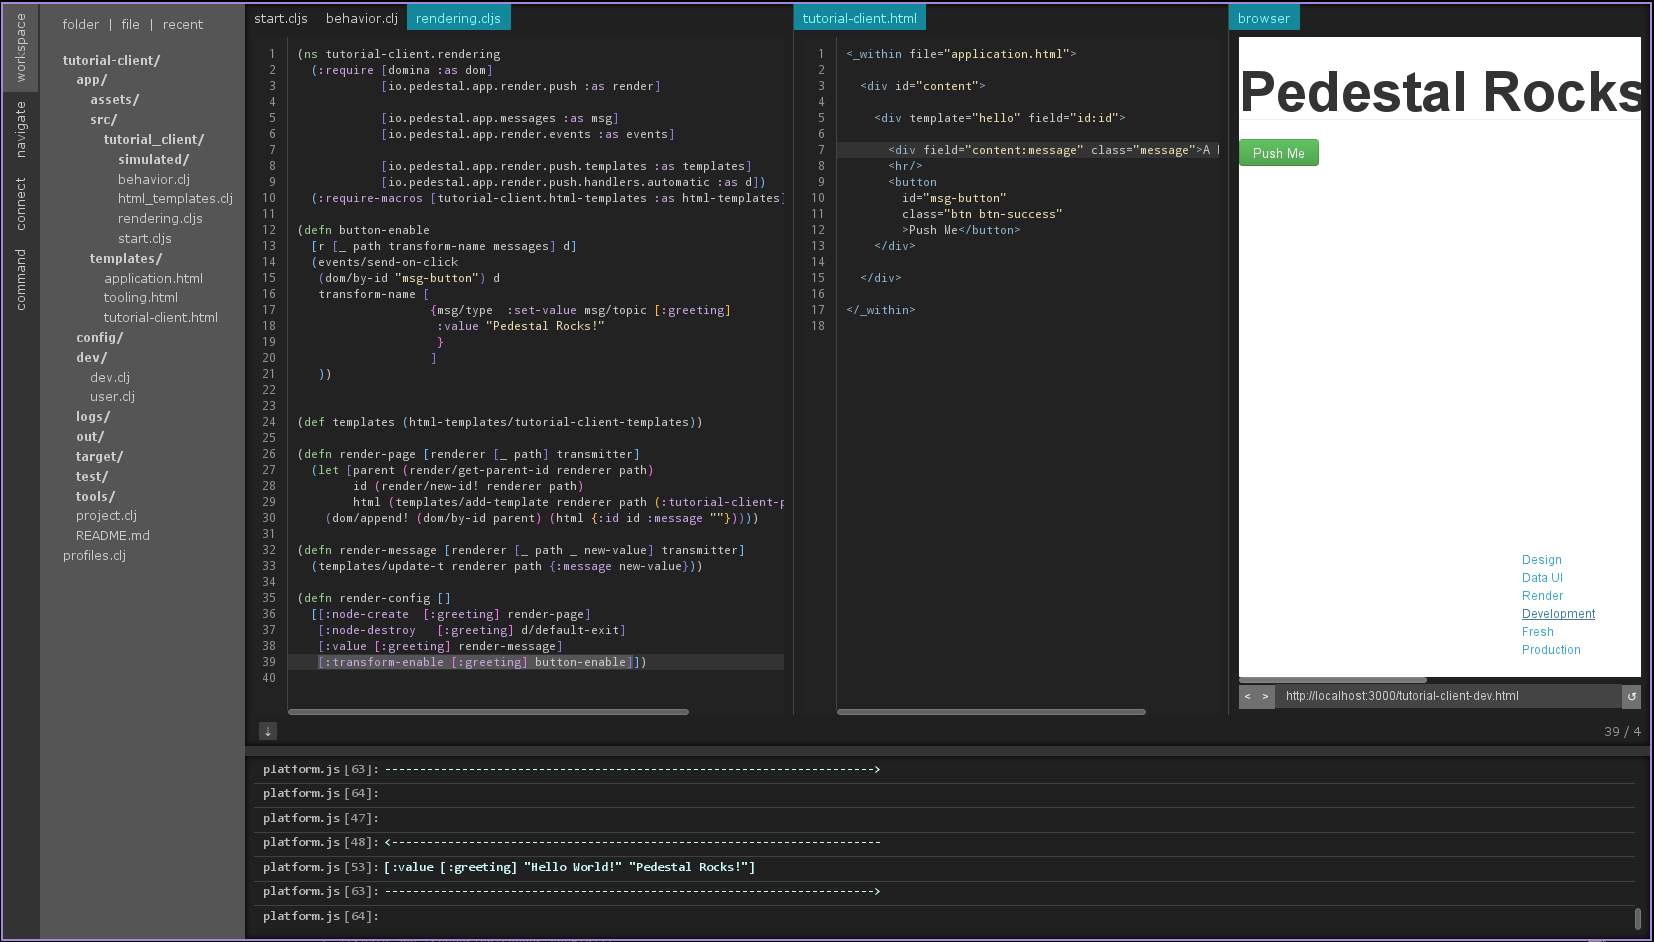 workspace
navigate
connect
command
folder | file | recent
tutorial-client/
app/
assets/
src/
tutorial_client/
simulated/
behavior.clj
html_templates.clj
rendering.cljs
start.cljs
templates/
application.html
tooling.html
tutorial-client.html
config/
dev/
dev.clj
user.clj
logs/
out/
target/
test/
tools/
project.clj
README.md
profiles.clj
start.cljs behavior.clj rendering.cljs
1 (ns tutorial-client.rendering
2 (:require [domina :as dom]
3 [io.pedestal.app.render.push :as render]
4
5 [io.pedestal.app.messages :as msg]
6 [io.pedestal.app.render.events :as events]
7
8 [io.pedestal.app.render.push.templates :as templates]
9 [io.pedestal.app.render.push.handlers.automatic :as d])
10 (:require-macros [tutorial-client.html-templates :as html-templates]
11
12 (defn button-enable
13 [r [_ path transform-name messages] d]
14 (events/send-on-click
15 (dom/by-id "msg-button") d
16 transform-name [
17 {msg/type :set-value msg/topic [:greeting]
18 :value "Pedestal Rocks!"
19 }
20 ]
21 ))
22
23
24 (def templates (html-templates/tutorial-client-templates))
25
26 (defn render-page [renderer [_ path] transmitter]
27 (let [parent (render/get-parent-id renderer path)
28 id (render/new-id! renderer path)
29 html (templates/add-template renderer path (:tutorial-client-p
30 (dom/append! (dom/by-id parent) (html {:id id :message ""}))))
31
32 (defn render-message [renderer [_ path _ new-value] transmitter]
33 (templates/update-t renderer path {:message new-value}))
34
35 (defn render-config []
36 [[:node-create [:greeting] render-page]
37 [:node-destroy [:greeting] d/default-exit]
38 [:value [:greeting] render-message]
39 [:transform-enable [:greeting] button-enable]])
40
tutorial-client.html
1 <_within file="application.html">
2
3 <div id="content">
4
5 <div template="hello" field="id:id">
6
7 <div field="content:message" class="message">A
8 <hr/>
9 <button
10 id="msg-button"
11 class="btn btn-success"
12 >Push Me</button>
13 </div>
14
15 </div>
16
17 </_within>
18
browser
Pedestal Rocks
Push Me
Design
Data UI
Render
Development
Fresh
Production
< > http://localhost:3000/tutorial-client-dev.html ↺
↓
39 / 4
platform.js [63]: ---------------------------------------------------------------------->
platform.js [64]:
platform.js [47]:
platform.js [48]: <----------------------------------------------------------------------
platform.js [53]: [:value [:greeting] "Hello World!" "Pedestal Rocks!"]
platform.js [63]: ---------------------------------------------------------------------->
platform.js [64]: